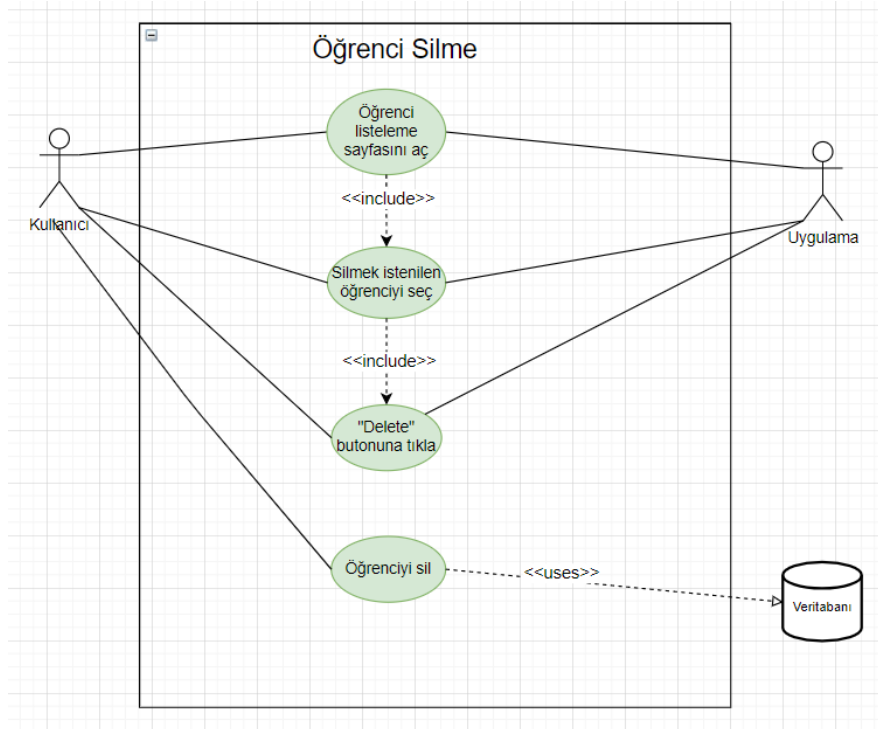 Öğrenci Silme
Öğrenci
listeleme
sayfasını aç
<<include>>
Kullanıcı
Uygulama
Silmek istenilen
öğrenciyi seç
<<include>>
"Delete"
butonuna tıkla
Öğrenciyi sil
<<uses>>
Veritabanı